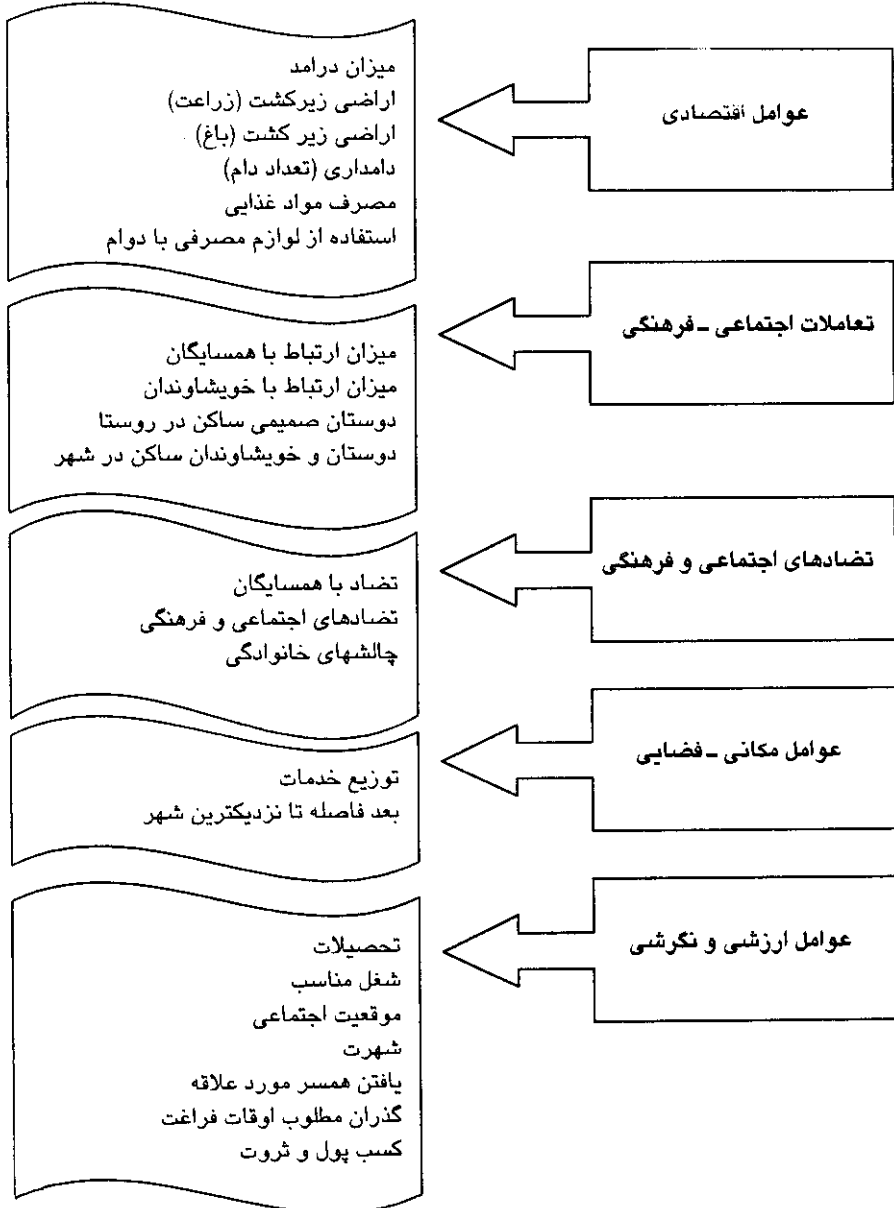 عوامل اقتصادی
میزان درامد
اراضی زیرکشت (زراعت)
اراضی زیر کشت (باغ)
دامداری (تعداد دام)
مصرف مواد غذایی
استفاده از لوازم مصرفی با دوام
تعاملات اجتماعی ـ فرهنگی
میزان ارتباط با همسایگان
میزان ارتباط با خویشاوندان
دوستان صمیمی ساکن در روستا
دوستان و خویشاوندان ساکن در شهر
تضادهای اجتماعی و فرهنگی
تضاد با همسایگان
تضادهای اجتماعی و فرهنگی
چالشهای خانوادگی
عوامل مکانی ـ فضایی
توزیع خدمات
بعد فاصله تا نزدیکترین شهر
عوامل ارزشی و نگرشی
تحصیلات
شغل مناسب
موقعیت اجتماعی
شهرت
یافتن همسر مورد علاقه
گذران مطلوب اوقات فراغت
کسب پول و ثروت